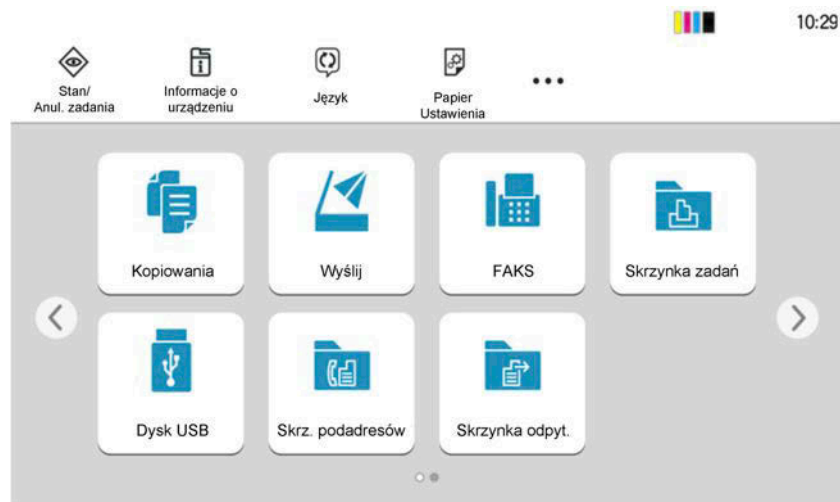 10:29
Stan/
Anul. zadania
Informacje o
urządzeniu
Język
Papier
Ustawienia
Kopiowania
Wyślij
FAKS
Skrzynka zadań
Dysk USB
Skrz. podadresów
Skrzynka odpyt.